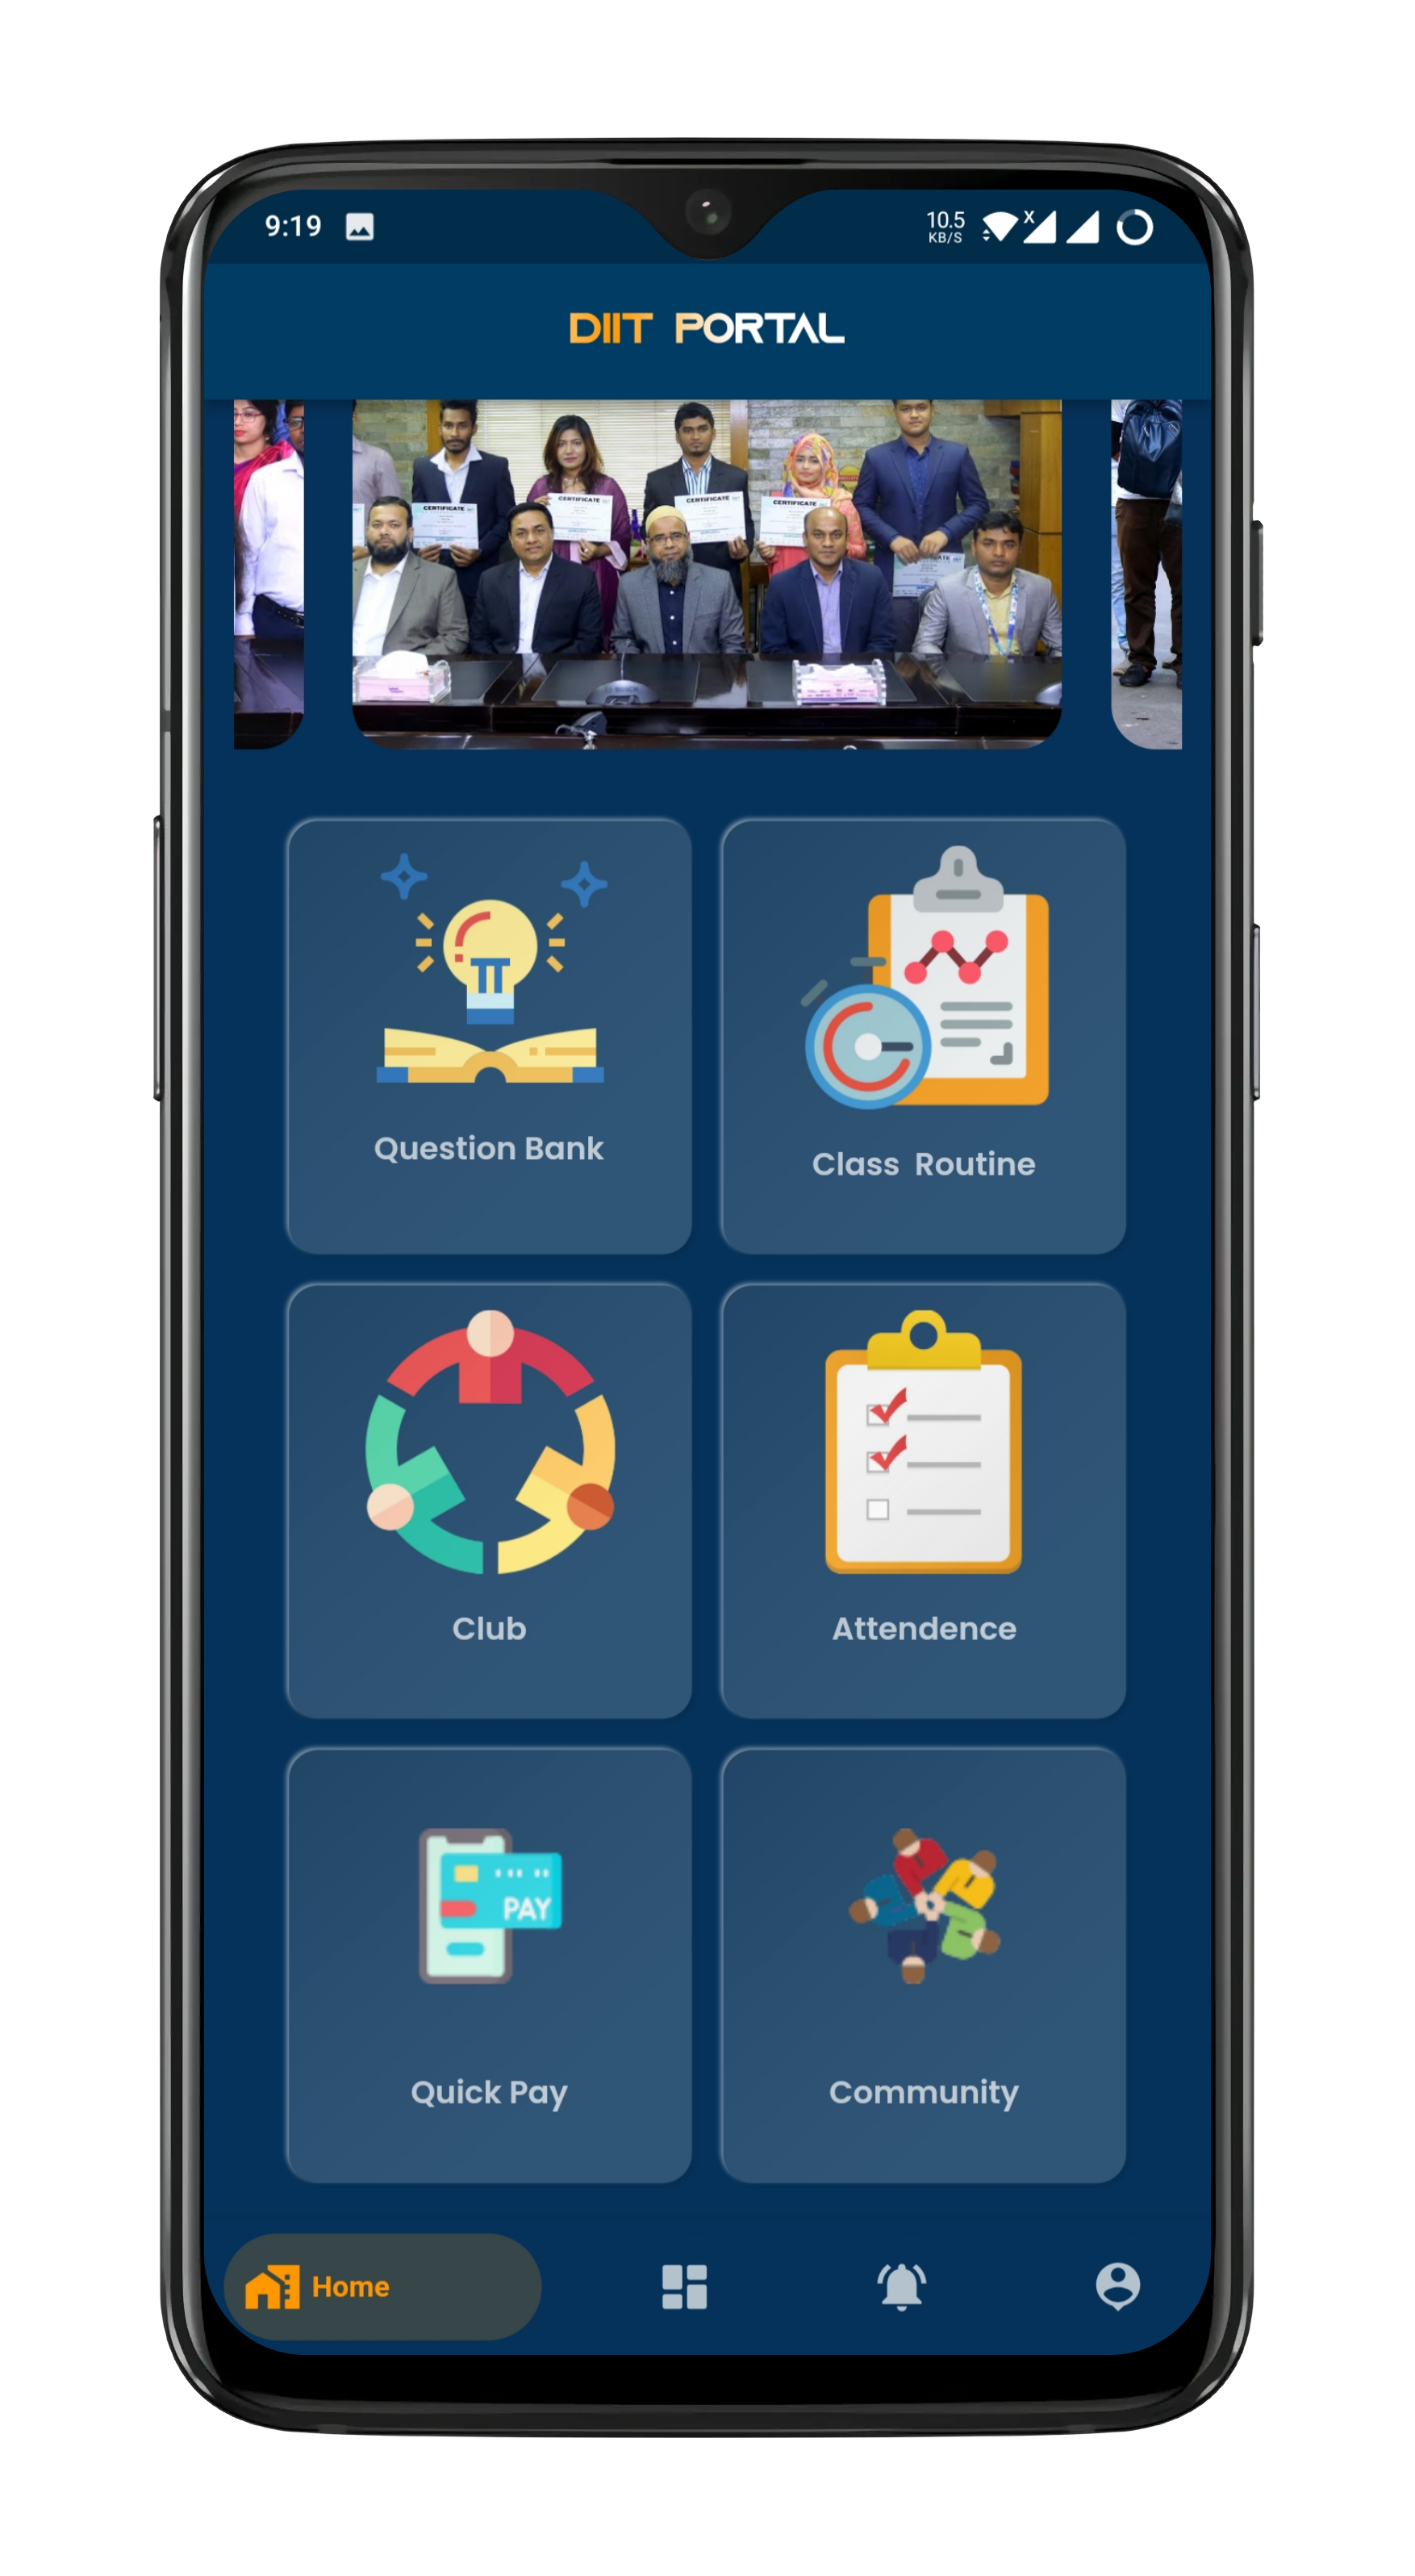 9:19
10.5
KB/S
X
DIIT PORTAL
CERTIFICATE
CERTIFICATE
CERTIFICATE
CERTIFICATE
Question Bank
Class Routine
Club
Attendence
PAY
Quick Pay
Community
Home